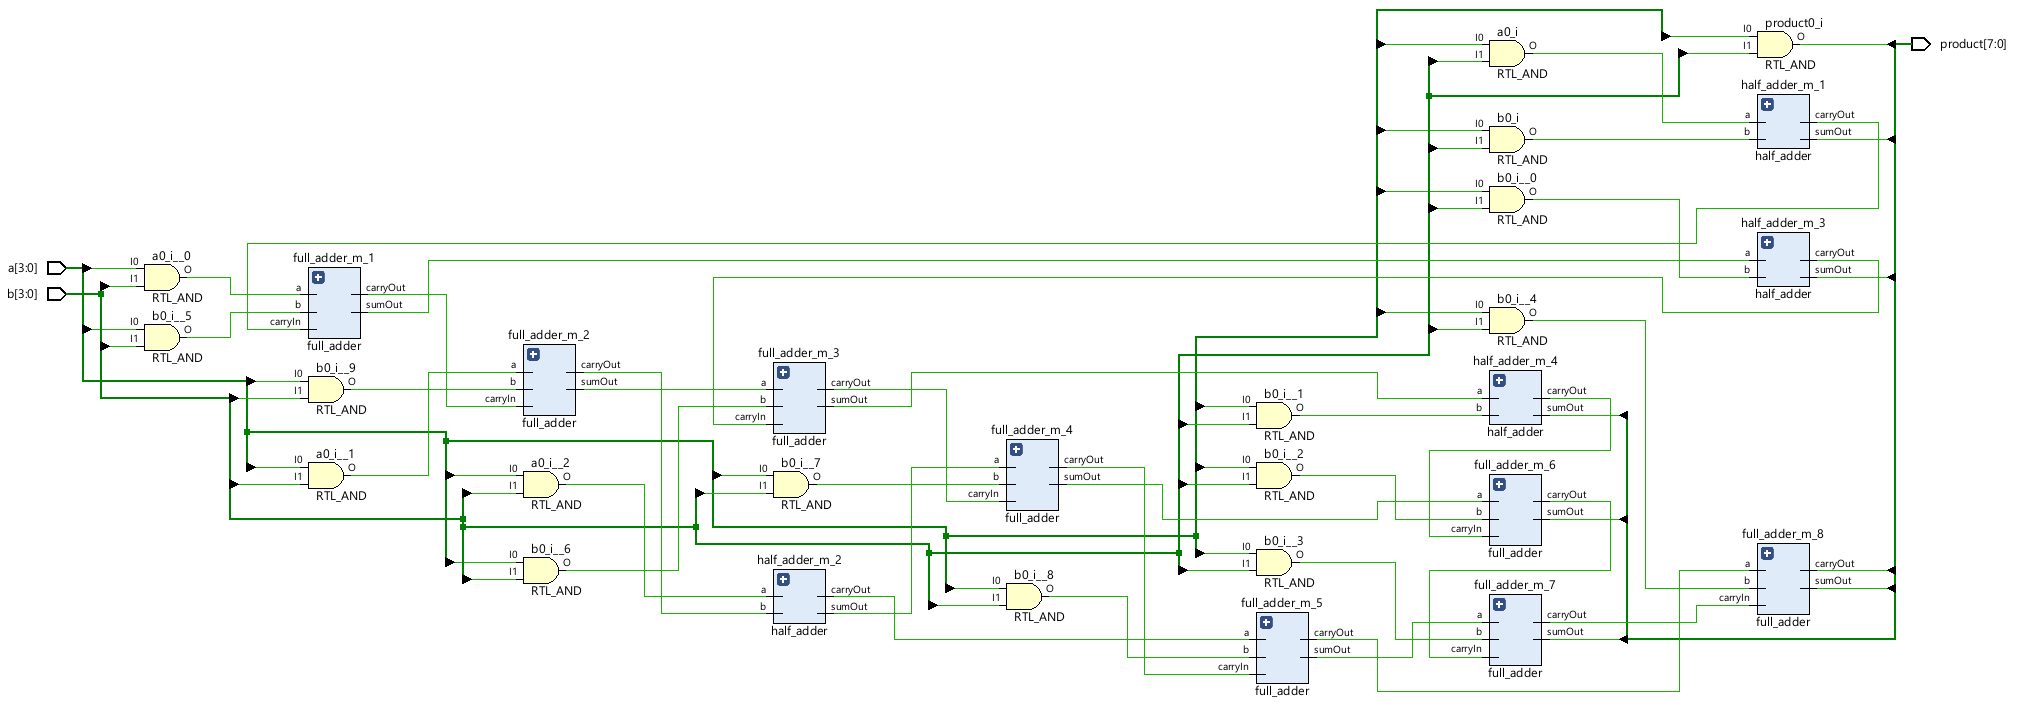 a[3:0]
b[3:0]
a0_i__0
I0
I1
O
RTL_AND
b0_i__5
I0
I1
O
RTL_AND
full_adder_m_1
a
b
carryIn
carryOut
sumOut
full_adder
b0_i__9
I0
I1
O
RTL_AND
a0_i__1
I0
I1
O
RTL_AND
full_adder_m_2
a
b
carryIn
carryOut
sumOut
full_adder
a0_i__2
I0
I1
O
RTL_AND
b0_i__6
I0
I1
O
RTL_AND
full_adder_m_3
a
b
carryIn
carryOut
sumOut
full_adder
b0_i__7
I0
I1
O
RTL_AND
half_adder_m_2
a
b
carryOut
sumOut
half_adder
full_adder_m_4
a
b
carryIn
carryOut
sumOut
full_adder
b0_i__8
I0
I1
O
RTL_AND
b0_i__1
I0
I1
O
RTL_AND
b0_i__2
I0
I1
O
RTL_AND
b0_i__3
I0
I1
O
RTL_AND
full_adder_m_5
a
b
carryIn
carryOut
sumOut
full_adder
a0_i
I0
I1
O
RTL_AND
b0_i
I0
I1
O
RTL_AND
b0_i__0
I0
I1
O
RTL_AND
b0_i__4
I0
I1
O
RTL_AND
half_adder_m_4
a
b
carryOut
sumOut
half_adder
full_adder_m_6
a
b
carryIn
carryOut
sumOut
full_adder
full_adder_m_7
a
b
carryIn
carryOut
sumOut
full_adder
product0_i
I0
I1
O
RTL_AND
half_adder_m_1
a
b
carryOut
sumOut
half_adder
half_adder_m_3
a
b
carryOut
sumOut
half_adder
full_adder_m_8
a
b
carryIn
carryOut
sumOut
full_adder
product[7:0]